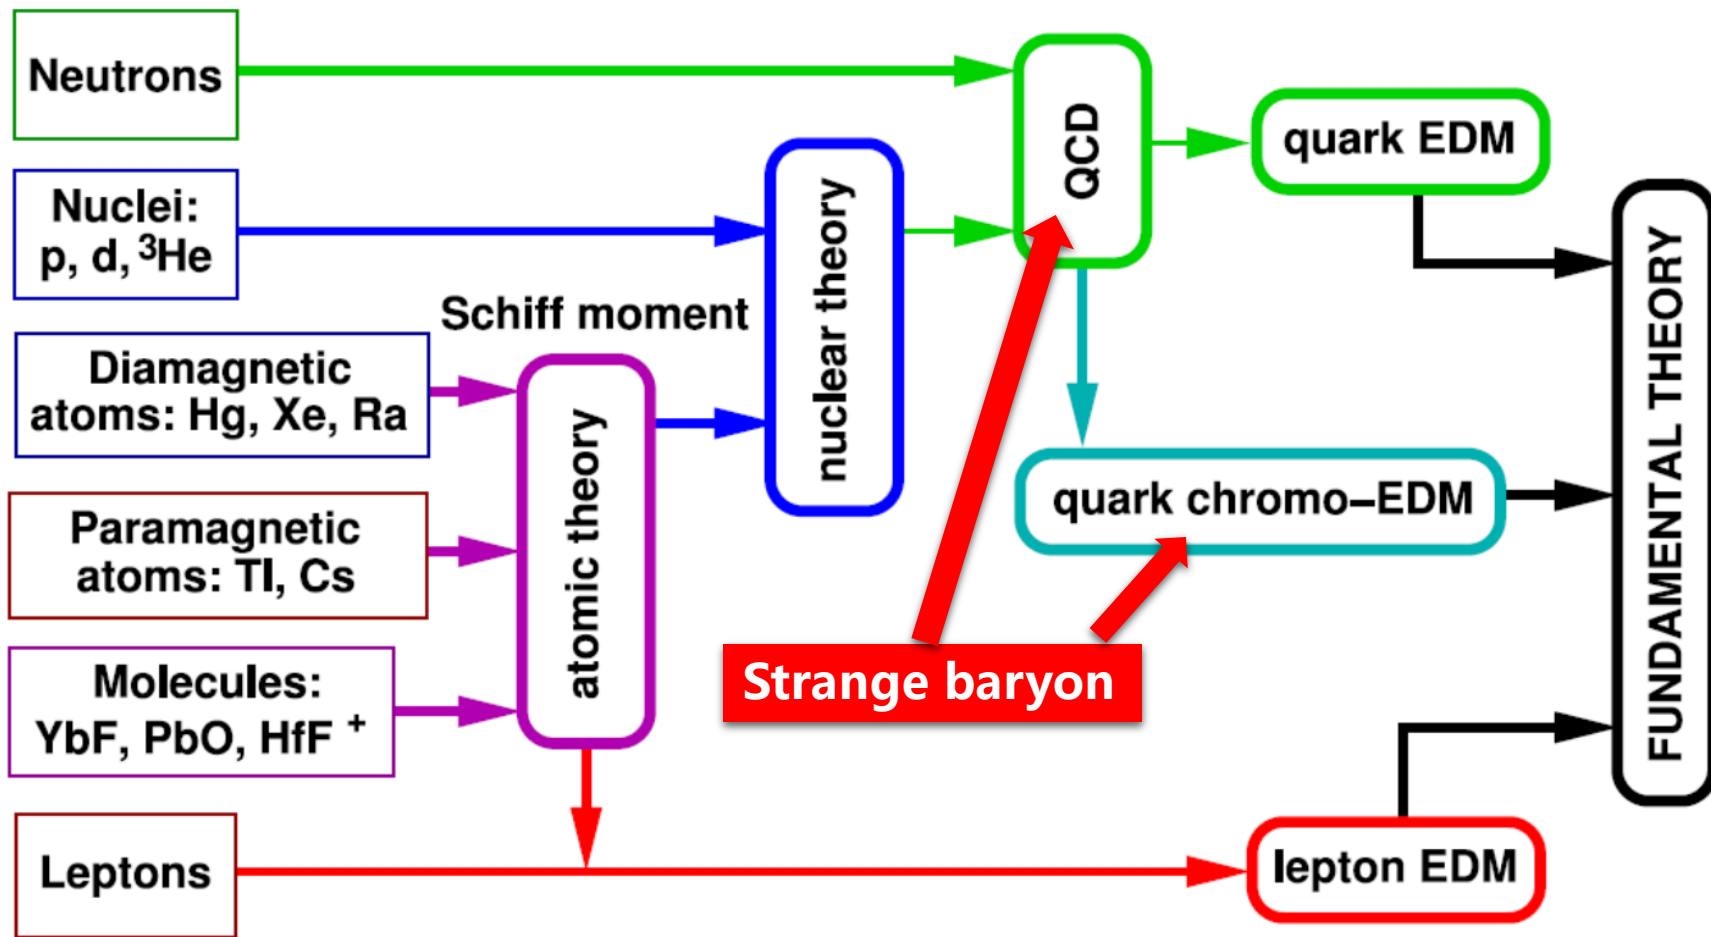 Neutrons
Nuclei:
p, d, ³He
Diamagnetic
atoms: Hg, Xe, Ra
Paramagnetic
atoms: Tl, Cs
Molecules:
YbF, PbO, HfF ⁺
Leptons
Schiff moment
atomic theory
nuclear theory
QCD
quark EDM
quark chromo–EDM
Strange baryon
lepton EDM
FUNDAMENTAL THEORY